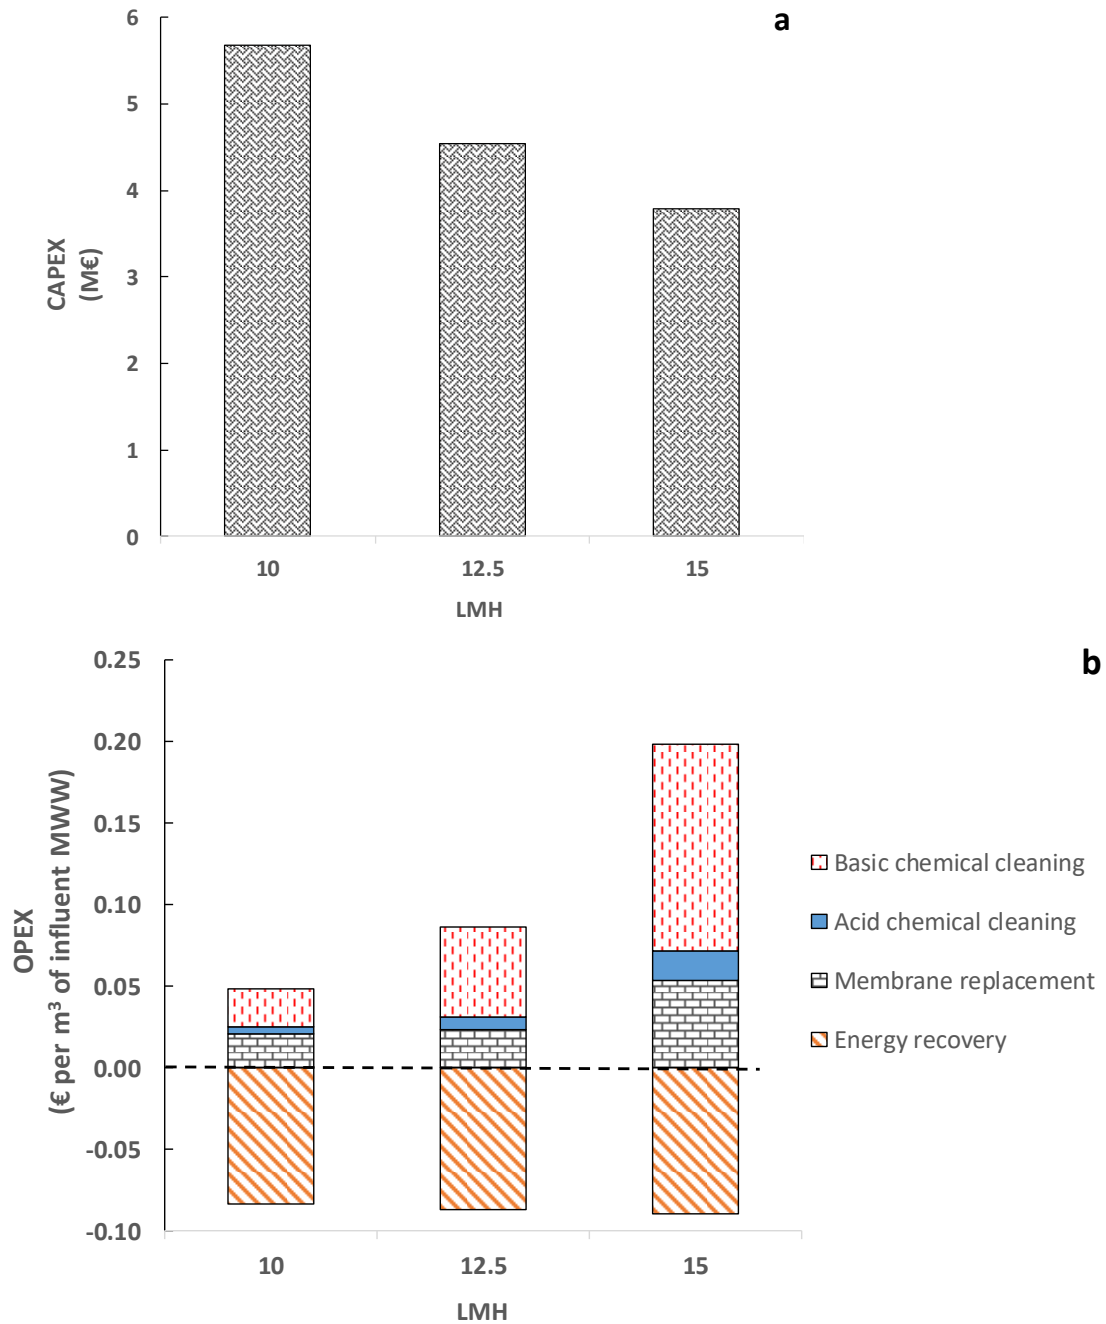 a
6
5
4
3
2
1
0
CAPEX
(M€)
10 12.5 15
LMH
b
0.25
0.20
0.15
0.10
0.05
0.00
-0.05
-0.10
OPEX
(€ per m³ of influent MWW)
Basic chemical cleaning
Acid chemical cleaning
Membrane replacement
Energy recovery
10 12.5 15
LMH